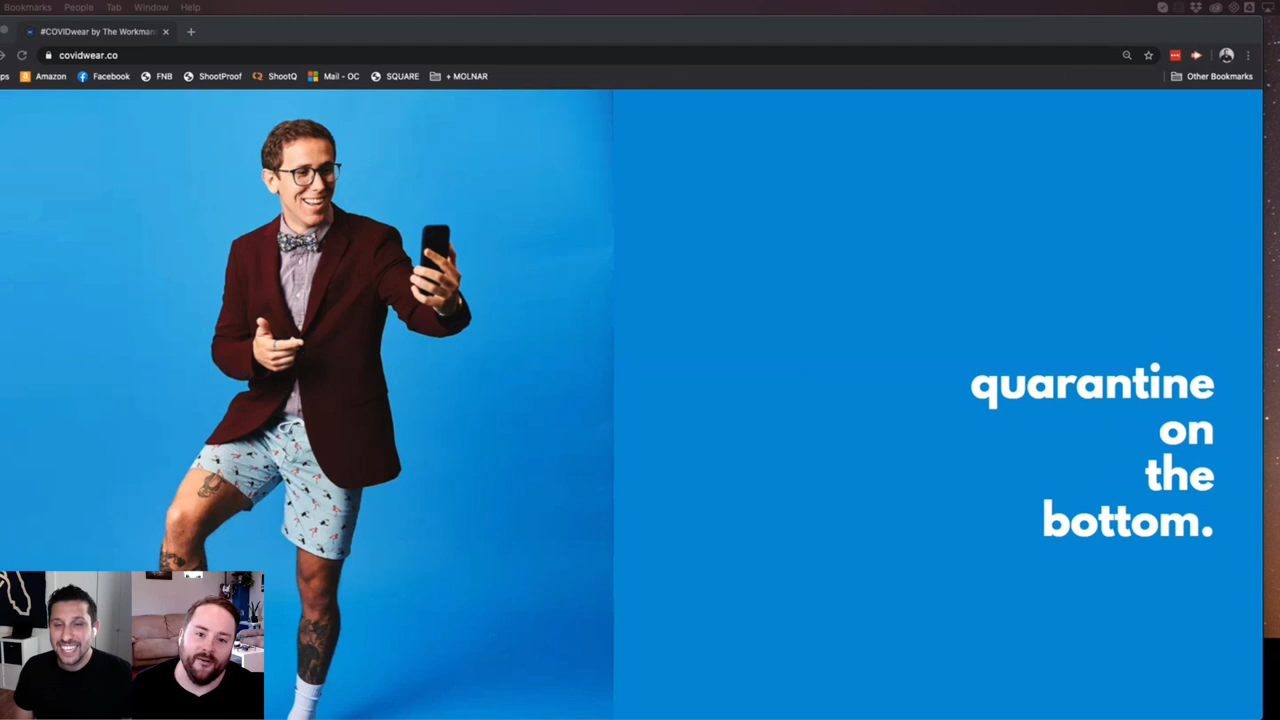 Bookmarks People Tab Window Help
#COVIDwear by The Workman
covidwear.co
ps Amazon Facebook FNB ShootProof ShootQ Mail - OC SQUARE + MOLNAR Other Bookmarks
quarantine
on
the
bottom.